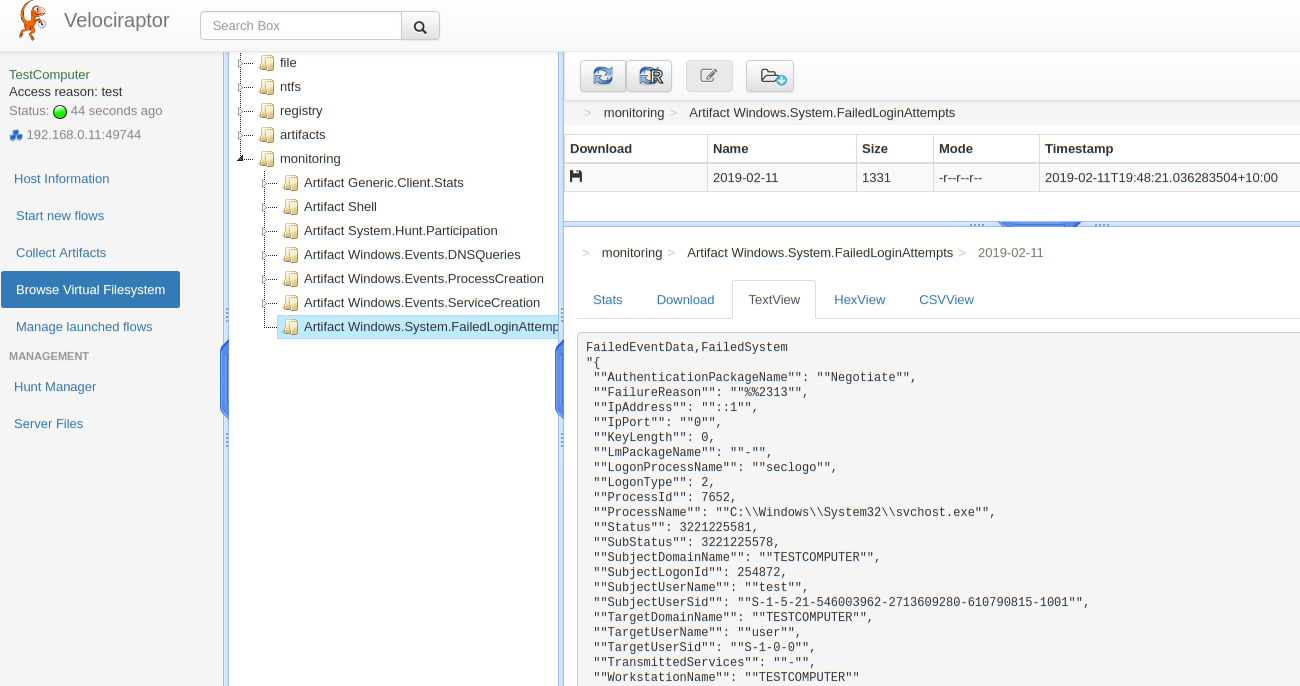 Velociraptor
Search Box
TestComputer
Access reason: test
Status: 44 seconds ago
192.168.0.11:49744
Host Information
Start new flows
Collect Artifacts
Browse Virtual Filesystem
Manage launched flows
MANAGEMENT
Hunt Manager
Server Files
file
ntfs
registry
artifacts
monitoring
Artifact Generic.Client.Stats
Artifact Shell
Artifact System.Hunt.Participation
Artifact Windows.Events.DNSQueries
Artifact Windows.Events.ProcessCreation
Artifact Windows.Events.ServiceCreation
Artifact Windows.System.FailedLoginAttemp
R
> monitoring > Artifact Windows.System.FailedLoginAttempts
Download Name Size Mode Timestamp
2019-02-11 1331 -r--r--r-- 2019-02-11T19:48:21.036283504+10:00
> monitoring > Artifact Windows.System.FailedLoginAttempts > 2019-02-11
Stats Download TextView HexView CSVView
FailedEventData,FailedSystem
"{
""AuthenticationPackageName"": ""Negotiate"",
""FailureReason"": ""%%2313"",
""IpAddress"": ""::1"",
""IpPort"": ""0"",
""KeyLength"": 0,
""LmPackageName"": ""-"",
""LogonProcessName"": ""seclogo"",
""LogonType"": 2,
""ProcessId"": 7652,
""ProcessName"": ""C:\\Windows\\System32\\svchost.exe"",
""Status"": 3221225581,
""SubStatus"": 3221225578,
""SubjectDomainName"": ""TESTCOMPUTER"",
""SubjectLogonId"": 254872,
""SubjectUserName"": ""test"",
""SubjectUserSid"": ""S-1-5-21-546003962-2713609280-610790815-1001"",
""TargetDomainName"": ""TESTCOMPUTER"",
""TargetUserName"": ""user"",
""TargetUserSid"": ""S-1-0-0"",
""TransmittedServices"": ""-"",
""WorkstationName"": ""TESTCOMPUTER""